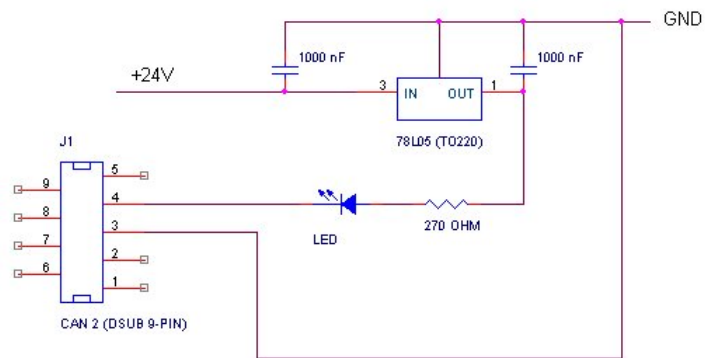 GND
1000 nF
1000 nF
+24V
3
IN
OUT
1
78L05 (TO220)
J1
5
9
4
8
3
7
2
6
1
270 OHM
LED
CAN 2 (DSUB 9-PIN)